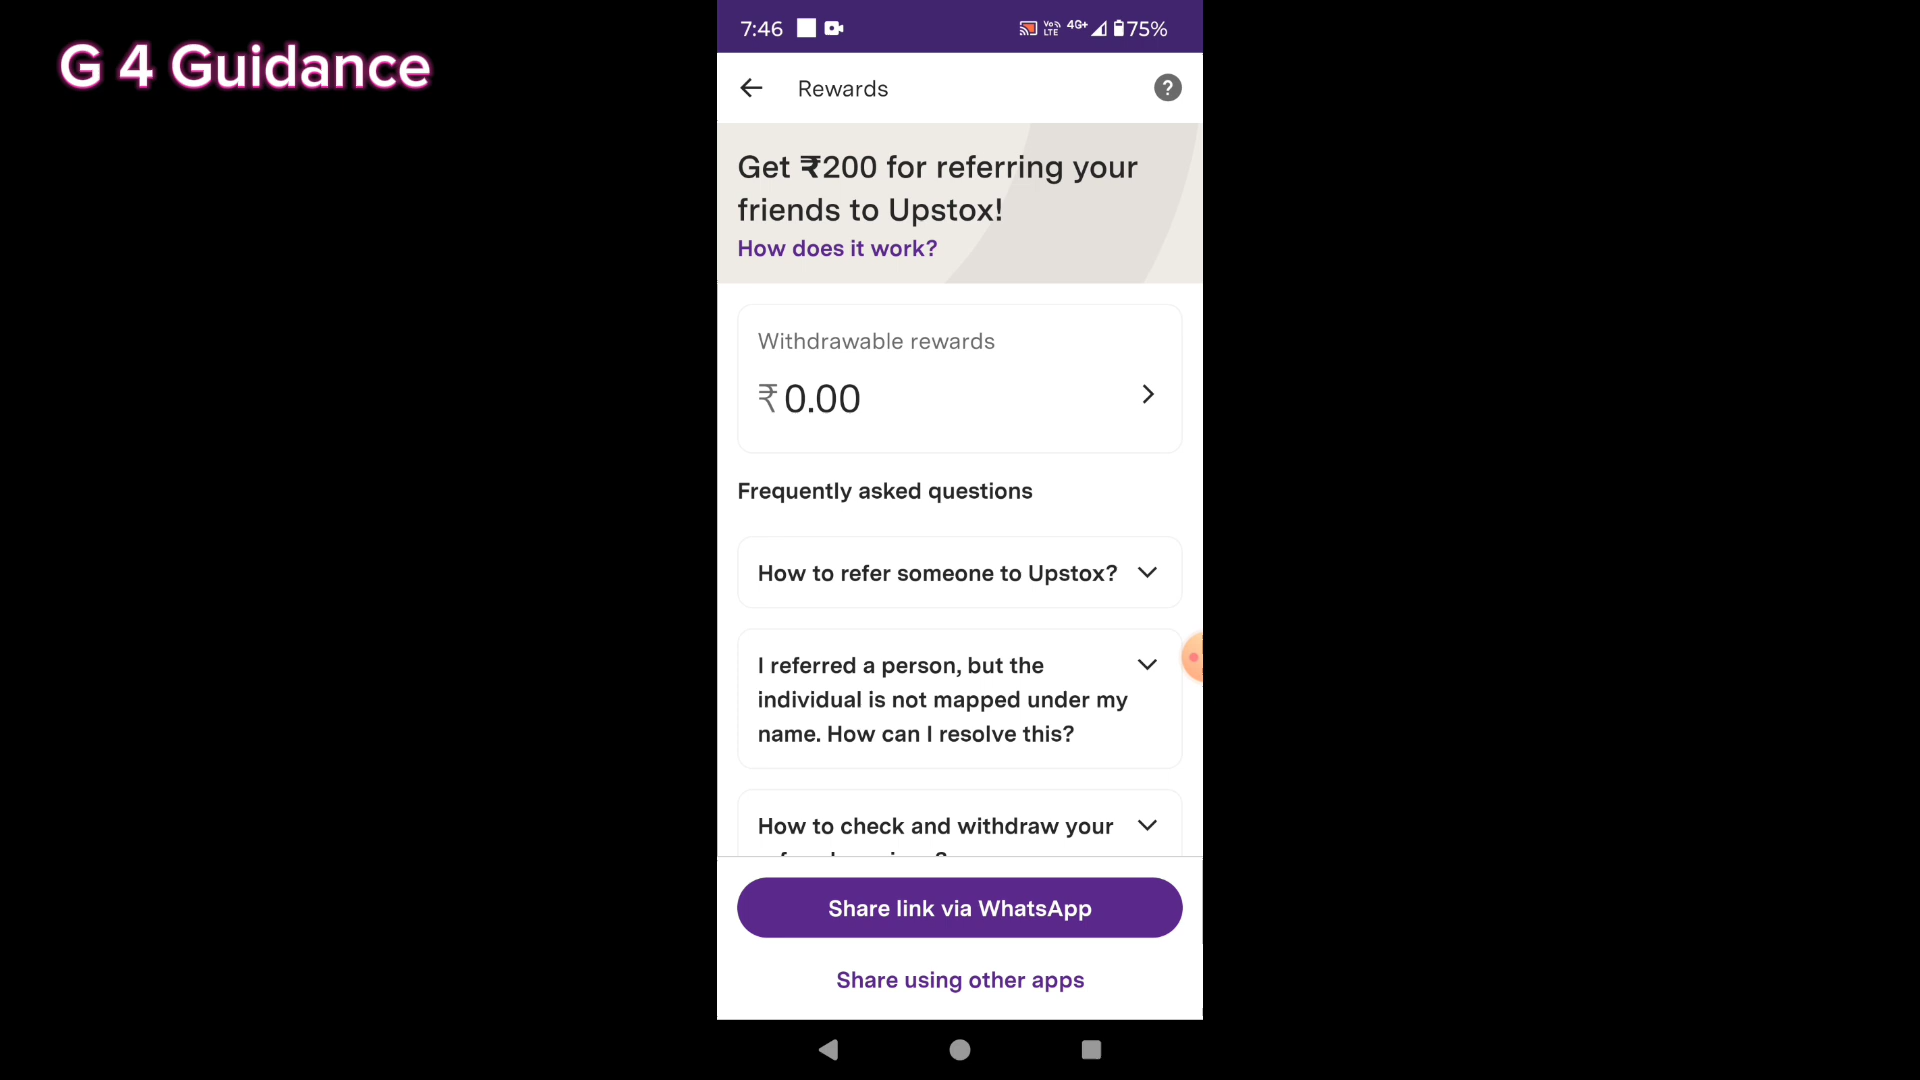 G 4 Guidance
7:46
Vo LTE 4G+ 75%
Rewards
?
Get ₹200 for referring your
friends to Upstox!
How does it work?
Withdrawable rewards
₹0.00
Frequently asked questions
How to refer someone to Upstox?
I referred a person, but the
individual is not mapped under my
name. How can I resolve this?
How to check and withdraw your
Share link via WhatsApp
Share using other apps